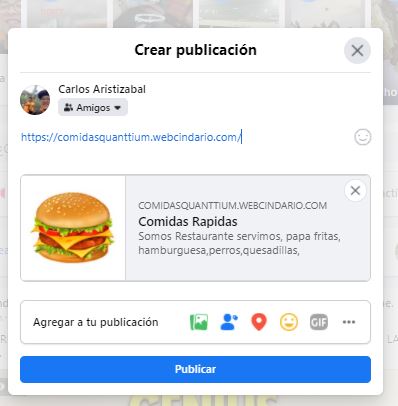 Crear publicación
Carlos Aristizabal
Amigos
https://comidasquanttium.webcindario.com/
COMIDASQUANTTIUM.WEBCINDARIO.COM
Comidas Rapidas
Somos Restaurante servimos, papa fritas,
hamburguesa,perros,quesadillas,
Agregar a tu publicación
GIF
Publicar